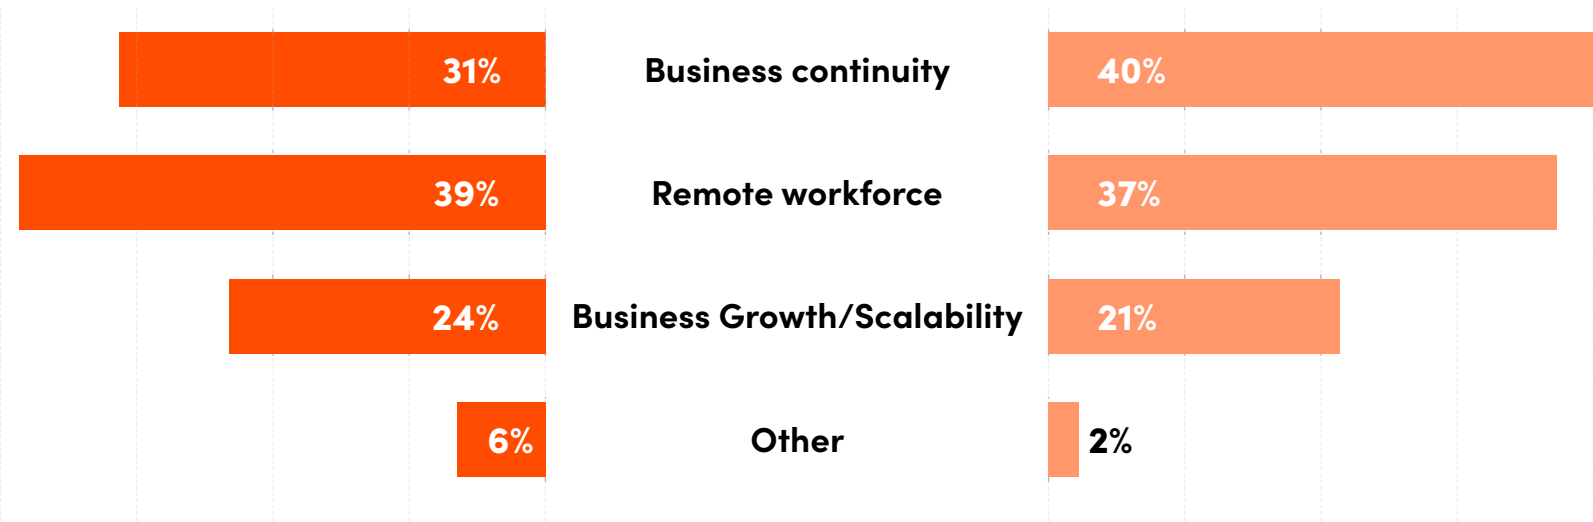 31% Business continuity 40%
39% Remote workforce 37%
24% Business Growth/Scalability 21%
6% Other 2%